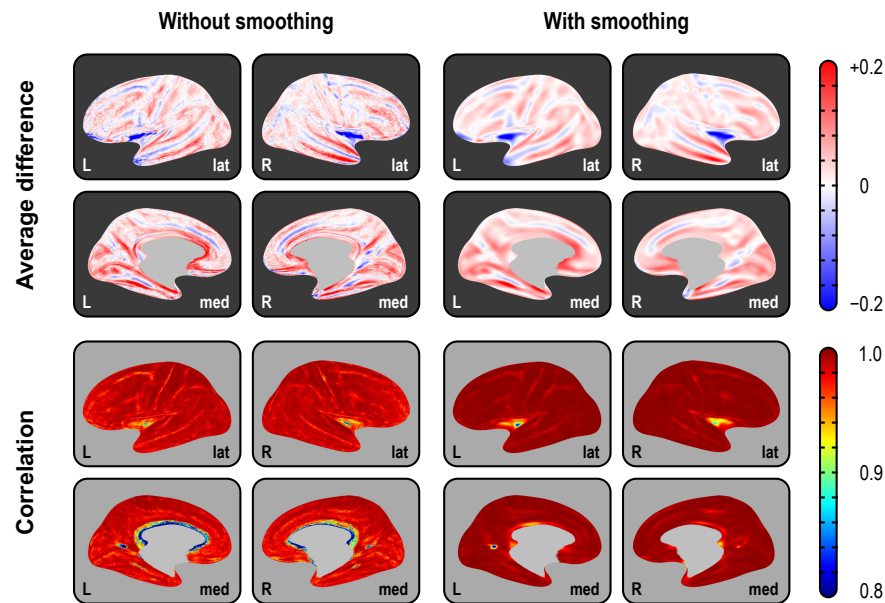 Without smoothing
With smoothing
Average difference
L lat
R lat
L lat
R lat
+0.2
0
−0.2
L med
R med
L med
R med
Correlation
L lat
R lat
L lat
R lat
1.0
0.9
0.8
L med
R med
L med
R med